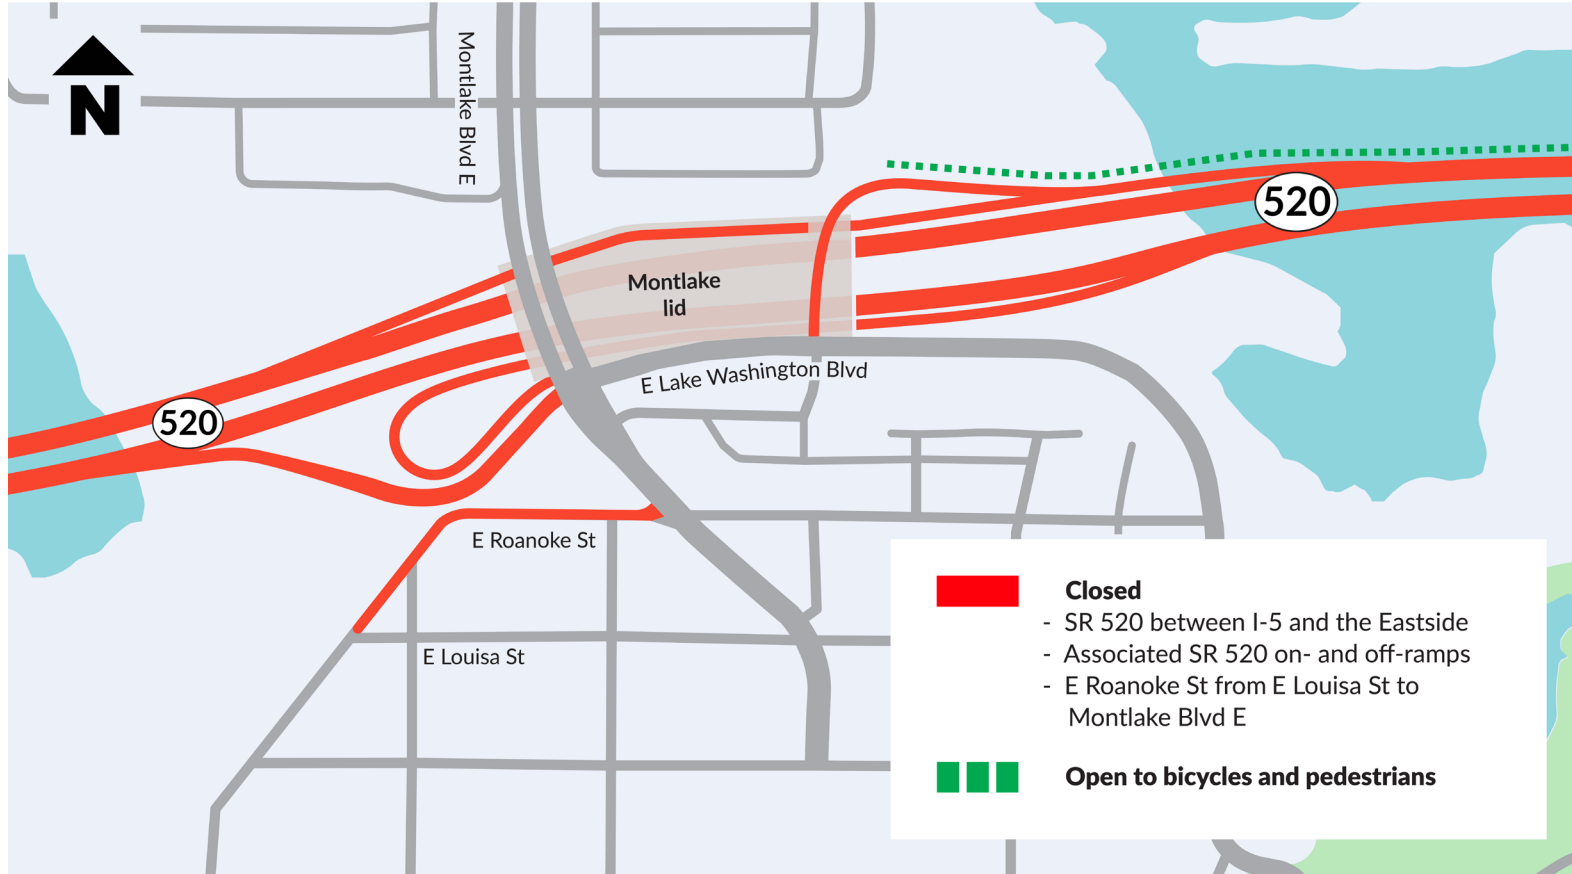 N
Montlake Blvd E
520
Montlake
lid
E Lake Washington Blvd
520
E Roanoke St
E Louisa St
Closed
- SR 520 between I-5 and the Eastside
- Associated SR 520 on- and off-ramps
- E Roanoke St from E Louisa St to
Montlake Blvd E
Open to bicycles and pedestrians